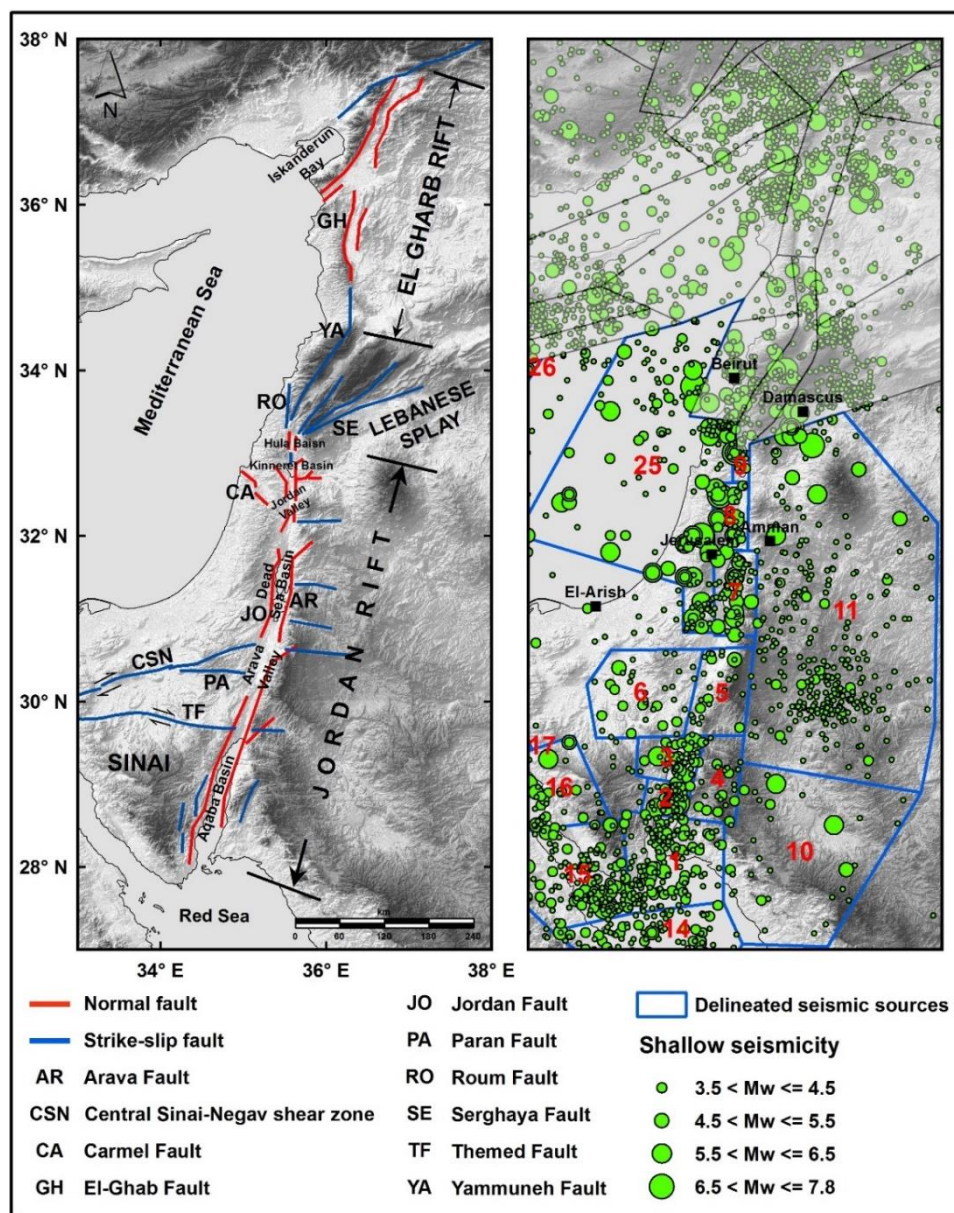 38° N
36° N
34° N
32° N
30° N
28° N
34° E
36° E
38° E
N
Iskanderun
Bay
GH
EL GHARB RIFT
Mediterranean Sea
YA
RO
SE
LEBANESE
SPLAY
Hula Baisn
Kinneret Basin
CA
Jordan
Valley
Dead
Sea Basin
JO
AR
CSN
PA
Arava
Valley
TF
SINAI
JORDAN RIFT
Aqaba Basin
Red Sea
km
0 60 120 180 240
26
Beirut
Damascus
25
9
8
Amman
Jerusalem
El-Arish
7
11
6
5
17
3
16
4
2
1
10
15
14
Normal fault
Strike-slip fault
AR Arava Fault
CSN Central Sinai-Negav shear zone
CA Carmel Fault
GH El-Ghab Fault
JO Jordan Fault
PA Paran Fault
RO Roum Fault
SE Serghaya Fault
TF Themed Fault
YA Yammuneh Fault
Delineated seismic sources
Shallow seismicity
3.5 < Mw <= 4.5
4.5 < Mw <= 5.5
5.5 < Mw <= 6.5
6.5 < Mw <= 7.8